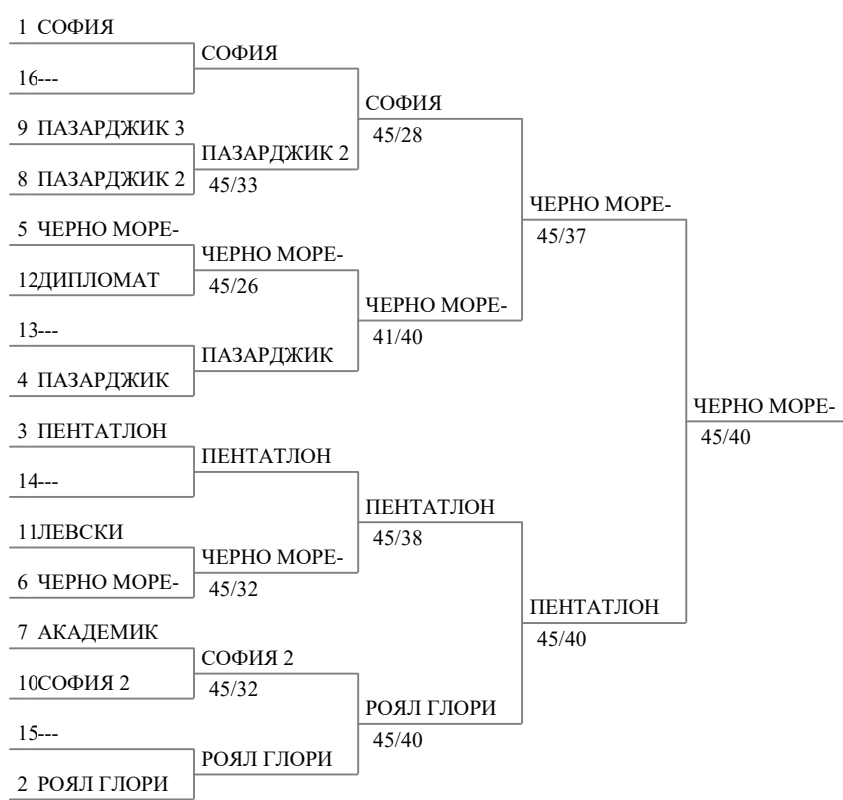 1 СОФИЯ
16---
9 ПАЗАРДЖИК 3
8 ПАЗАРДЖИК 2
5 ЧЕРНО МОРЕ-
12ДИПЛОМАТ
13---
4 ПАЗАРДЖИК
3 ПЕНТАТЛОН
14---
11ЛЕВСКИ
6 ЧЕРНО МОРЕ-
7 АКАДЕМИК
10СОФИЯ 2
15---
2 РОЯЛ ГЛОРИ
СОФИЯ
ПАЗАРДЖИК 2
45/33
ЧЕРНО МОРЕ-
45/26
ПАЗАРДЖИК
ПЕНТАТЛОН
ЧЕРНО МОРЕ-
45/32
СОФИЯ 2
45/32
РОЯЛ ГЛОРИ
СОФИЯ
45/28
ЧЕРНО МОРЕ-
41/40
ПЕНТАТЛОН
45/38
РОЯЛ ГЛОРИ
45/40
ЧЕРНО МОРЕ-
45/37
ПЕНТАТЛОН
45/40
ЧЕРНО МОРЕ-
45/40